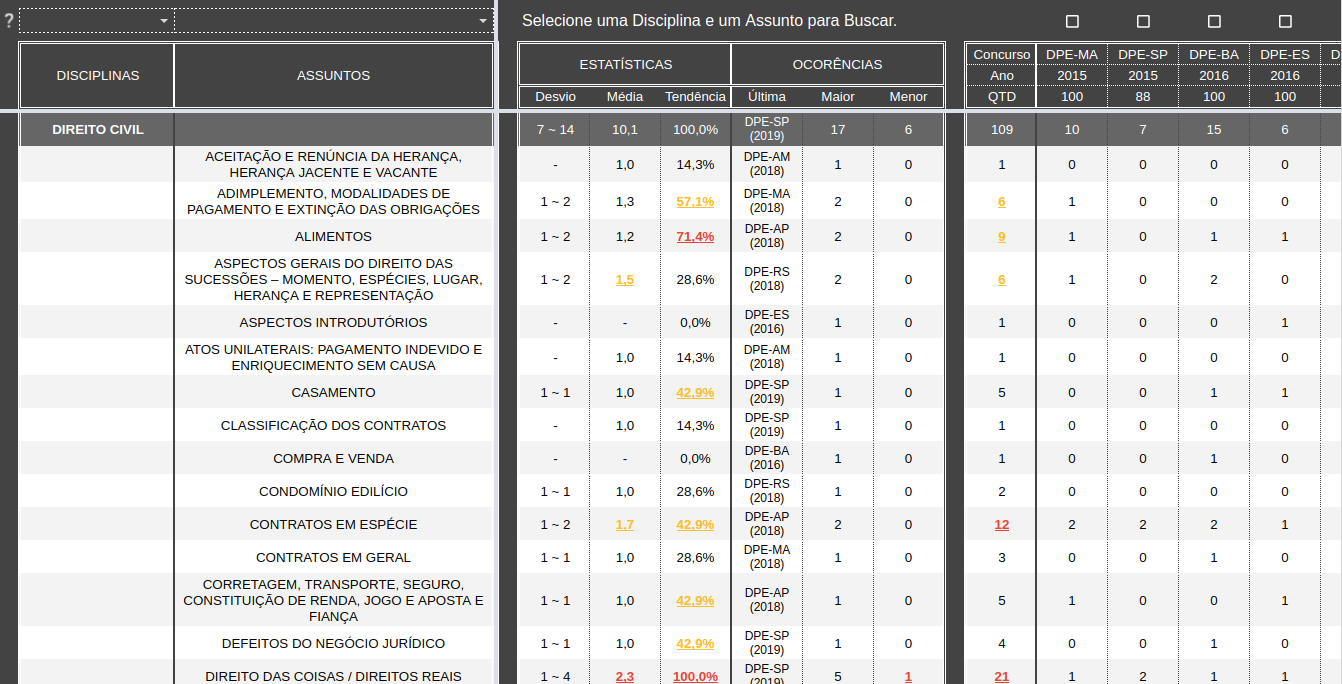 ?
Selecione uma Disciplina e um Assunto para Buscar.
DISCIPLINAS ASSUNTOS ESTATÍSTICAS OCORÊNCIAS Concurso DPE-MA DPE-SP DPE-BA DPE-ES D
Ano 2015 2015 2016 2016
Desvio Média Tendência Última Maior Menor QTD 100 88 100 100
DIREITO CIVIL 7 ~ 14 10,1 100,0% DPE-SP (2019) 17 6 109 10 7 15 6
ACEITAÇÃO E RENÚNCIA DA HERANÇA,
HERANÇA JACENTE E VACANTE - 1,0 14,3% DPE-AM (2018) 1 0 1 0 0 0 0
ADIMPLEMENTO, MODALIDADES DE
PAGAMENTO E EXTINÇÃO DAS OBRIGAÇÕES 1 ~ 2 1,3 57,1% DPE-MA (2018) 2 0 6 1 0 0 0
ALIMENTOS 1 ~ 2 1,2 71,4% DPE-AP (2018) 2 0 9 1 0 1 1
ASPECTOS GERAIS DO DIREITO DAS
SUCESSÕES – MOMENTO, ESPÉCIES, LUGAR,
HERANÇA E REPRESENTAÇÃO 1 ~ 2 1,5 28,6% DPE-RS (2018) 2 0 6 1 0 2 0
ASPECTOS INTRODUTÓRIOS - - 0,0% DPE-ES (2016) 1 0 1 0 0 0 1
ATOS UNILATERAIS: PAGAMENTO INDEVIDO E
ENRIQUECIMENTO SEM CAUSA - 1,0 14,3% DPE-AM (2018) 1 0 1 0 0 0 0
CASAMENTO 1 ~ 1 1,0 42,9% DPE-SP (2019) 1 0 5 0 0 1 1
CLASSIFICAÇÃO DOS CONTRATOS - 1,0 14,3% DPE-SP (2019) 1 0 1 0 0 0 0
COMPRA E VENDA - - 0,0% DPE-BA (2016) 1 0 1 0 0 1 0
CONDOMÍNIO EDILÍCIO 1 ~ 1 1,0 28,6% DPE-RS (2018) 1 0 2 0 0 0 0
CONTRATOS EM ESPÉCIE 1 ~ 2 1,7 42,9% DPE-AP (2018) 2 0 12 2 2 2 1
CONTRATOS EM GERAL 1 ~ 1 1,0 28,6% DPE-MA (2018) 1 0 3 0 0 1 0
CORRETAGEM, TRANSPORTE, SEGURO,
CONSTITUIÇÃO DE RENDA, JOGO E APOSTA E
FIANÇA 1 ~ 1 1,0 42,9% DPE-AP (2018) 1 0 5 1 0 0 1
DEFEITOS DO NEGÓCIO JURÍDICO 1 ~ 1 1,0 42,9% DPE-SP (2019) 1 0 4 0 0 1 0
DIREITO DAS COISAS / DIREITOS REAIS 1 ~ 4 2,3 100,0% DPE-SP (2019) 5 1 21 1 2 1 1